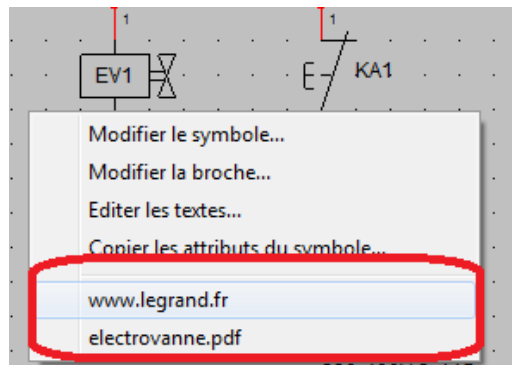 1 1
EV1 KA1
Modifier le symbole...
Modifier la broche...
Editer les textes...
Copier les attributs du symbole...
www.legrand.fr
electrovanne.pdf